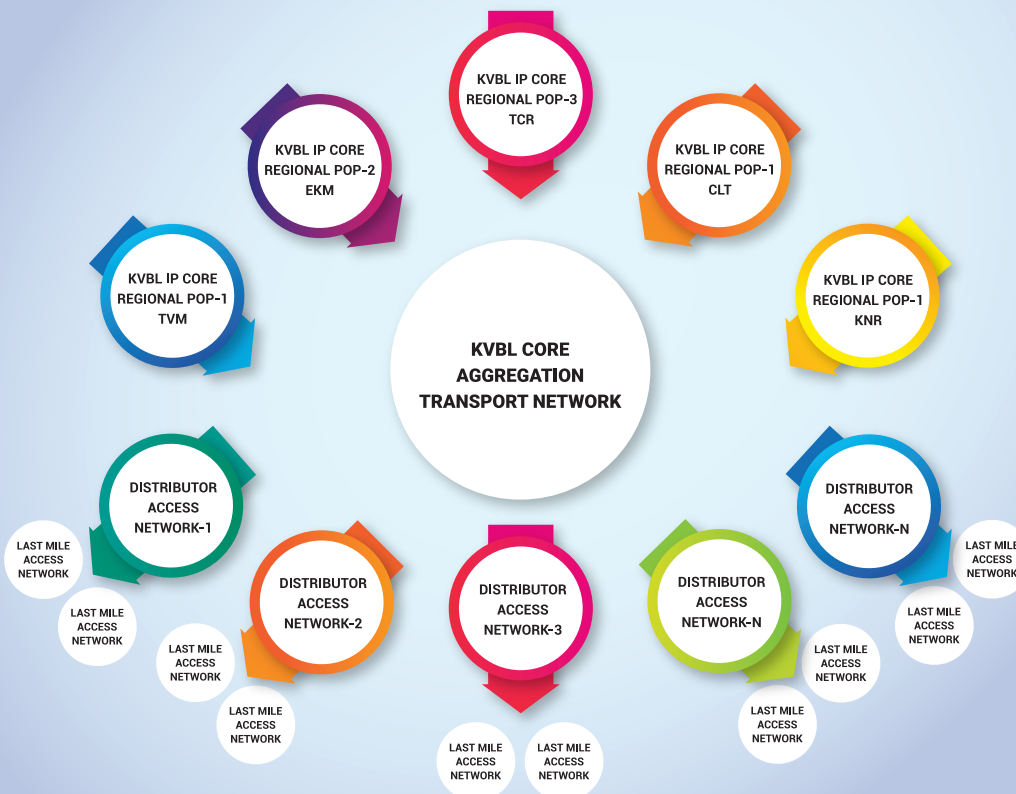 KVBL IP CORE
REGIONAL POP-3
TCR
KVBL IP CORE
REGIONAL POP-2
EKM
KVBL IP CORE
REGIONAL POP-1
CLT
KVBL IP CORE
REGIONAL POP-1
TVM
KVBL IP CORE
REGIONAL POP-1
KNR
KVBL CORE
AGGREGATION
TRANSPORT NETWORK
DISTRIBUTOR
ACCESS
NETWORK-1
DISTRIBUTOR
ACCESS
NETWORK-2
DISTRIBUTOR
ACCESS
NETWORK-3
DISTRIBUTOR
ACCESS
NETWORK-N
DISTRIBUTOR
ACCESS
NETWORK-N
LAST MILE
ACCESS
NETWORK
LAST MILE
ACCESS
NETWORK
LAST MILE
ACCESS
NETWORK
LAST MILE
ACCESS
NETWORK
LAST MILE
ACCESS
NETWORK
LAST MILE
ACCESS
NETWORK
LAST MILE
ACCESS
NETWORK
LAST MILE
ACCESS
NETWORK
LAST MILE
ACCESS
NETWORK
LAST MILE
ACCESS
NETWORK